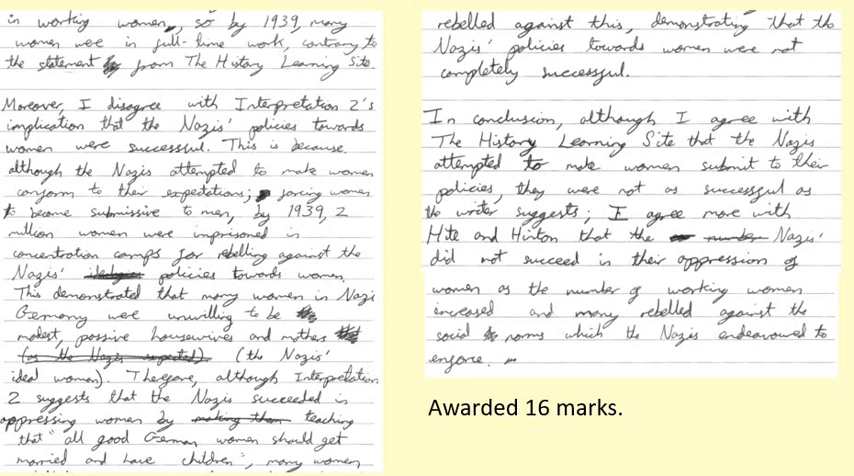 in working women, so by 1939, many
women were in full-time work, contrary to
the statement from The History Learning Site.
Moreover, I disagree with Interpretation 2's
implication that the Nazis' policies towards
women were successful. This is because
although the Nazis attempted to make women
conform to their expectations; forcing women
to become submissive to men, by 1939, 2
million women were imprisoned in
concentration camps for rebelling against the
Nazis' policies towards women.
This demonstrated that many women in Nazi
Germany were unwilling to be
modest, passive housewives and mothers
(as the Nazis expected). (the Nazis'
ideal women). Therefore, although Interpretation
2 suggests that the Nazis succeeded in
oppressing women by making them teaching
that "all good German women should get
married and have children", many women
rebelled against this, demonstrating that the
Nazis' policies towards women were not
completely successful.
In conclusion, although I agree with
The History Learning Site that the Nazis
attempted to make women submit to their
policies, they were not as successful as
the writer suggests; I agree more with
Hite and Hinton that the number Nazis'
did not succeed in their oppression of
women as the number of working women
increased and many rebelled against the
social norms which the Nazis endeavoured to
enforce.
Awarded 16 marks.